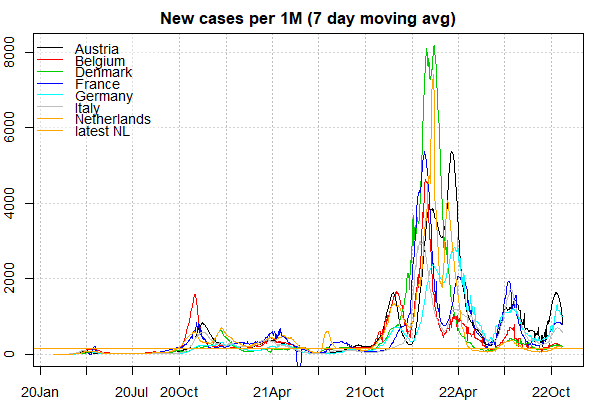 New cases per 1M (7 day moving avg)
8000
6000
4000
2000
0
Austria
Belgium
Denmark
France
Germany
Italy
Netherlands
latest NL
20Jan 20Jul 20Oct 21Apr 21Oct 22Apr 22Oct